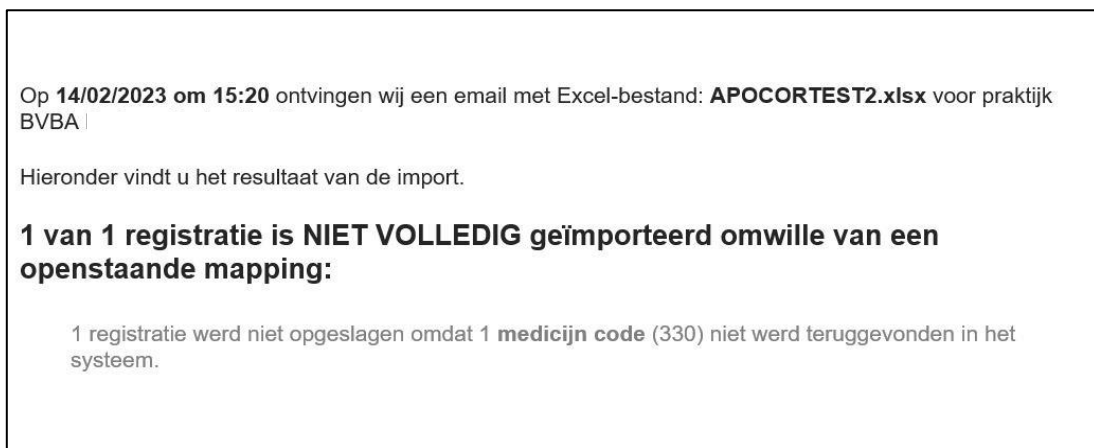 Op 14/02/2023 om 15:20 ontvingen wij een email met Excel-bestand: APOCORTEST2.xlsx voor praktijk
BVBA
Hieronder vindt u het resultaat van de import.
1 van 1 registratie is NIET VOLLEDIG geïmporteerd omwille van een
openstaande mapping:
1 registratie werd niet opgeslagen omdat 1 medicijn code (330) niet werd teruggevonden in het
systeem.